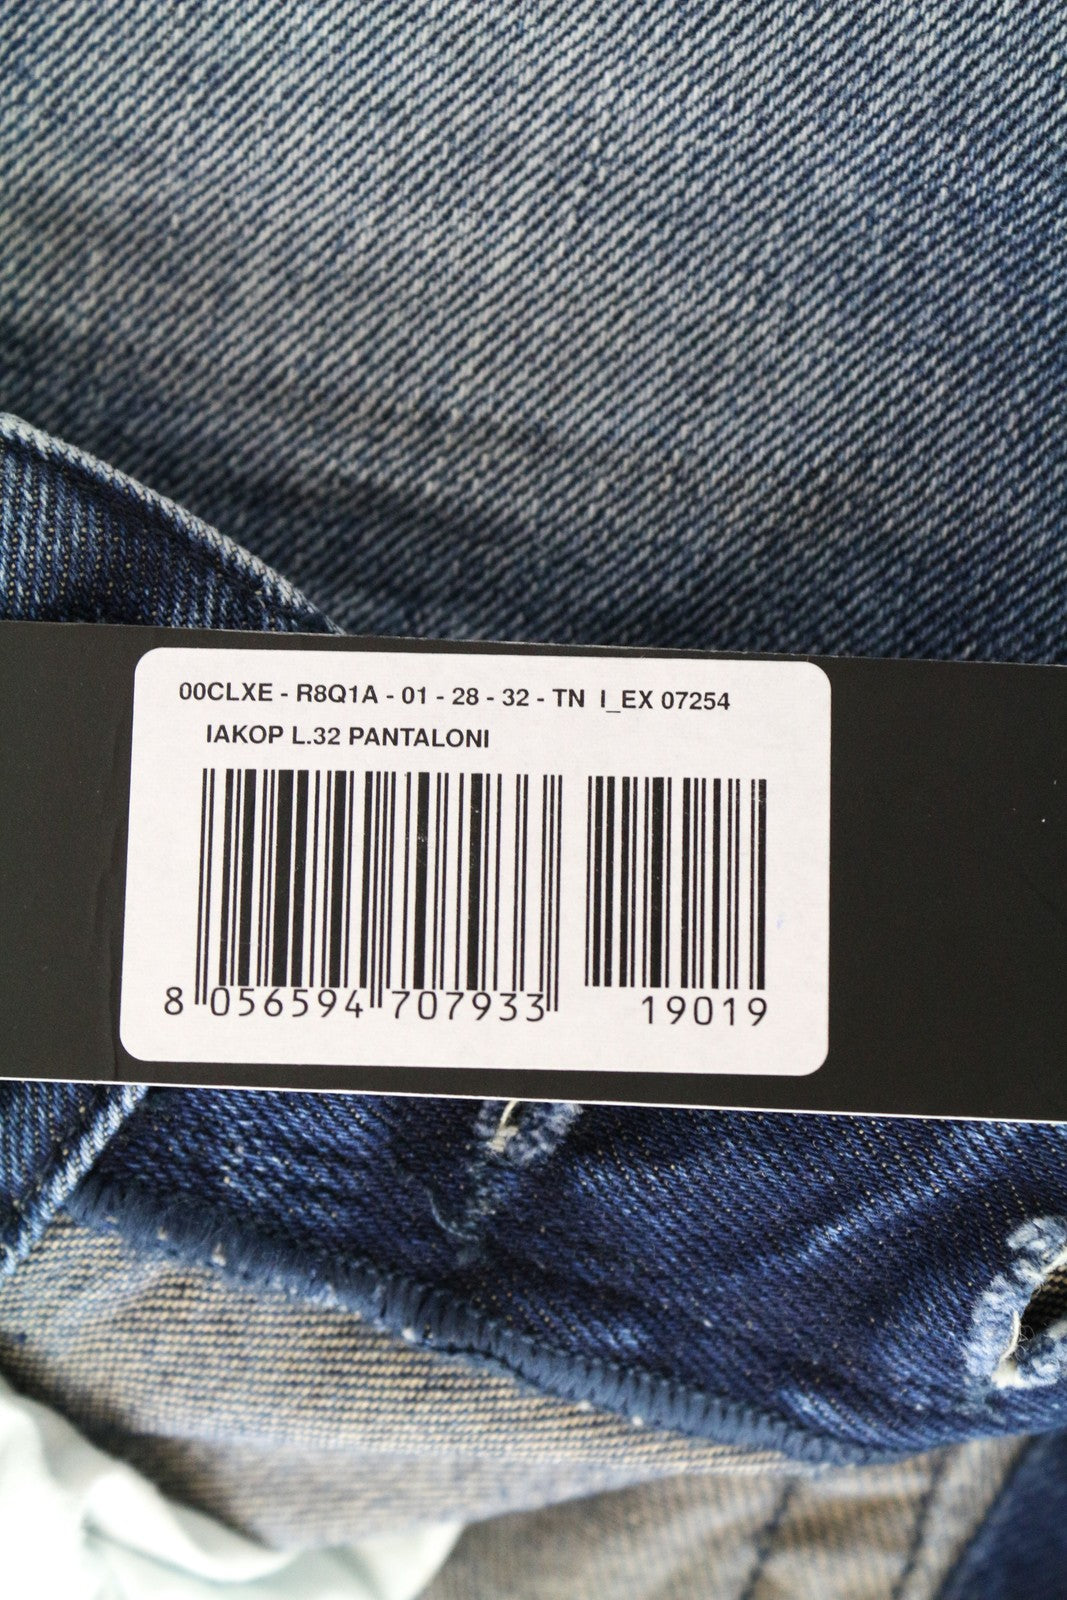 00CLXE - R8Q1A - 01 - 28 - 32 - TN I_EX 07254
IAKOP L.32 PANTALONI
8 056594 707933 19019